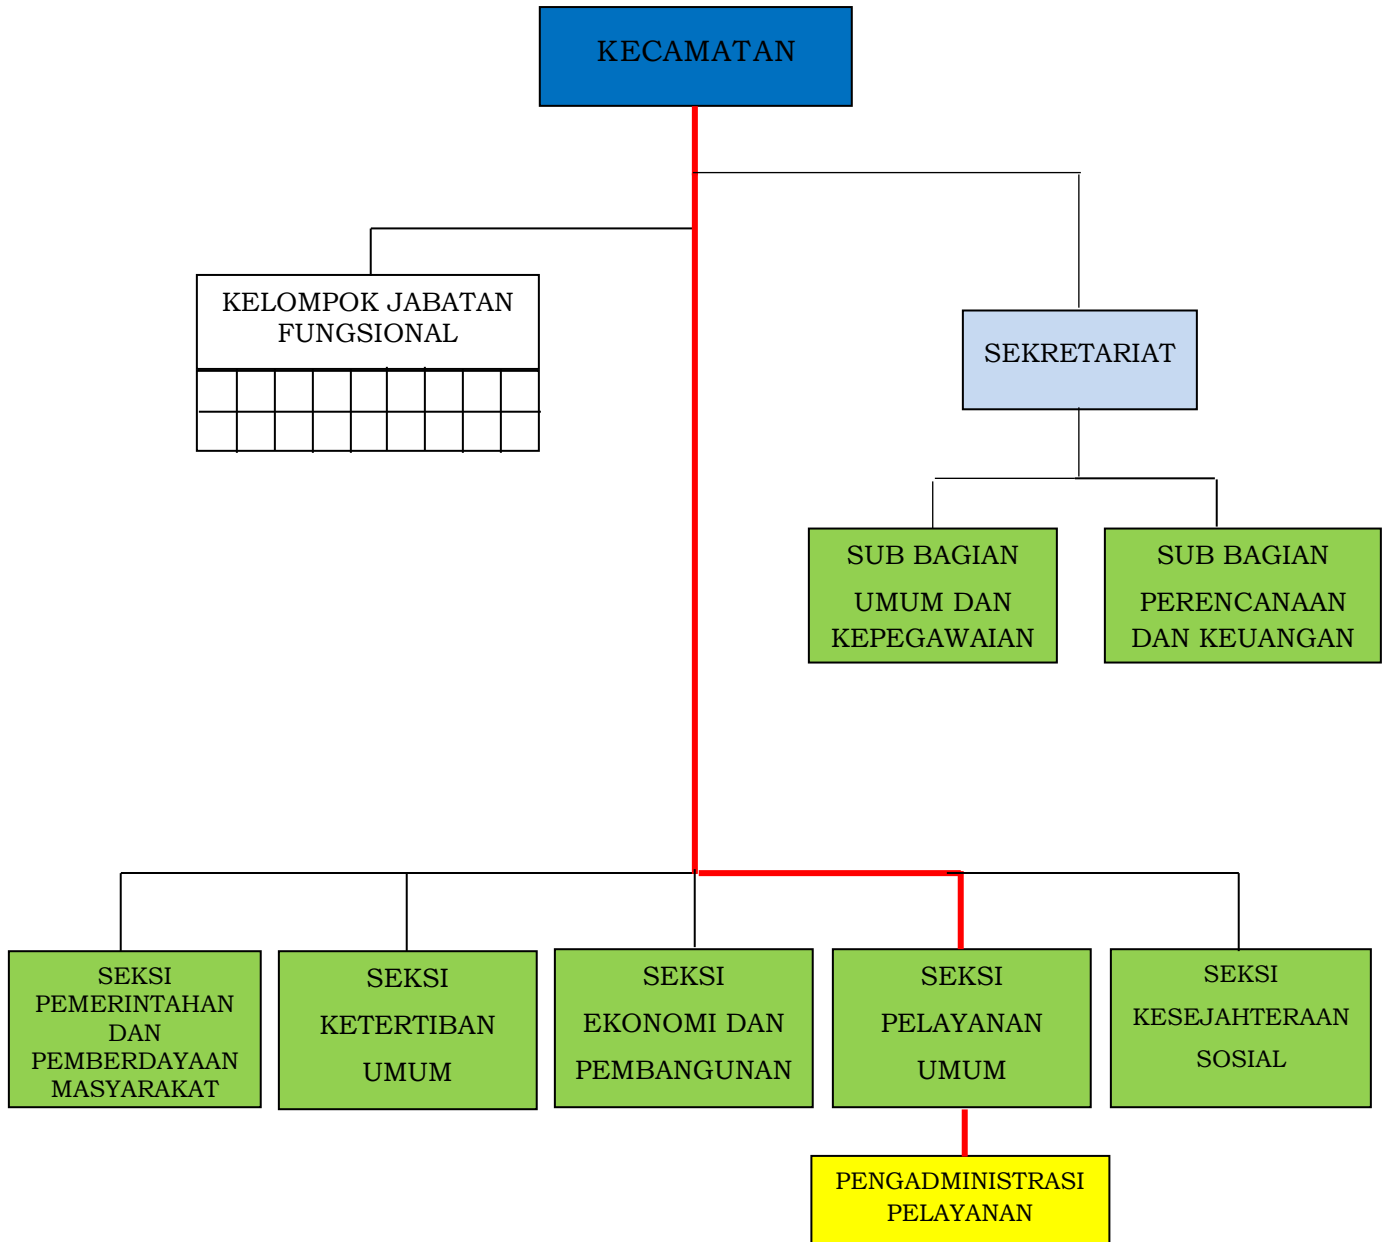 KECAMATAN
KELOMPOK JABATAN
FUNGSIONAL
SEKRETARIAT
SUB BAGIAN
UMUM DAN
KEPEGAWAIAN
SUB BAGIAN
PERENCANAAN
DAN KEUANGAN
SEKSI
PEMERINTAHAN
DAN
PEMBERDAYAAN
MASYARAKAT
SEKSI
KETERTIBAN
UMUM
SEKSI
EKONOMI DAN
PEMBANGUNAN
SEKSI
PELAYANAN
UMUM
SEKSI
KESEJAHTERAAN
SOSIAL
PENGADMINISTRASI
PELAYANAN